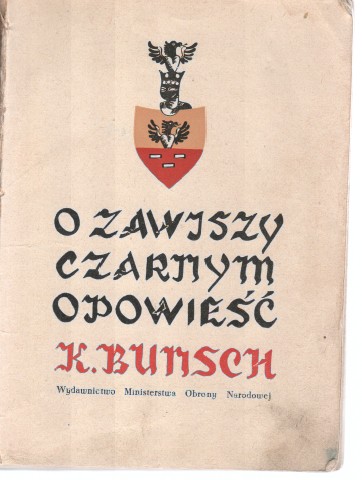 O ZAWISZY
CZARNYM
OPOWIEŚĆ
K. BUNSCH
Wydawnictwo Ministerstwa Obrony Narodowej